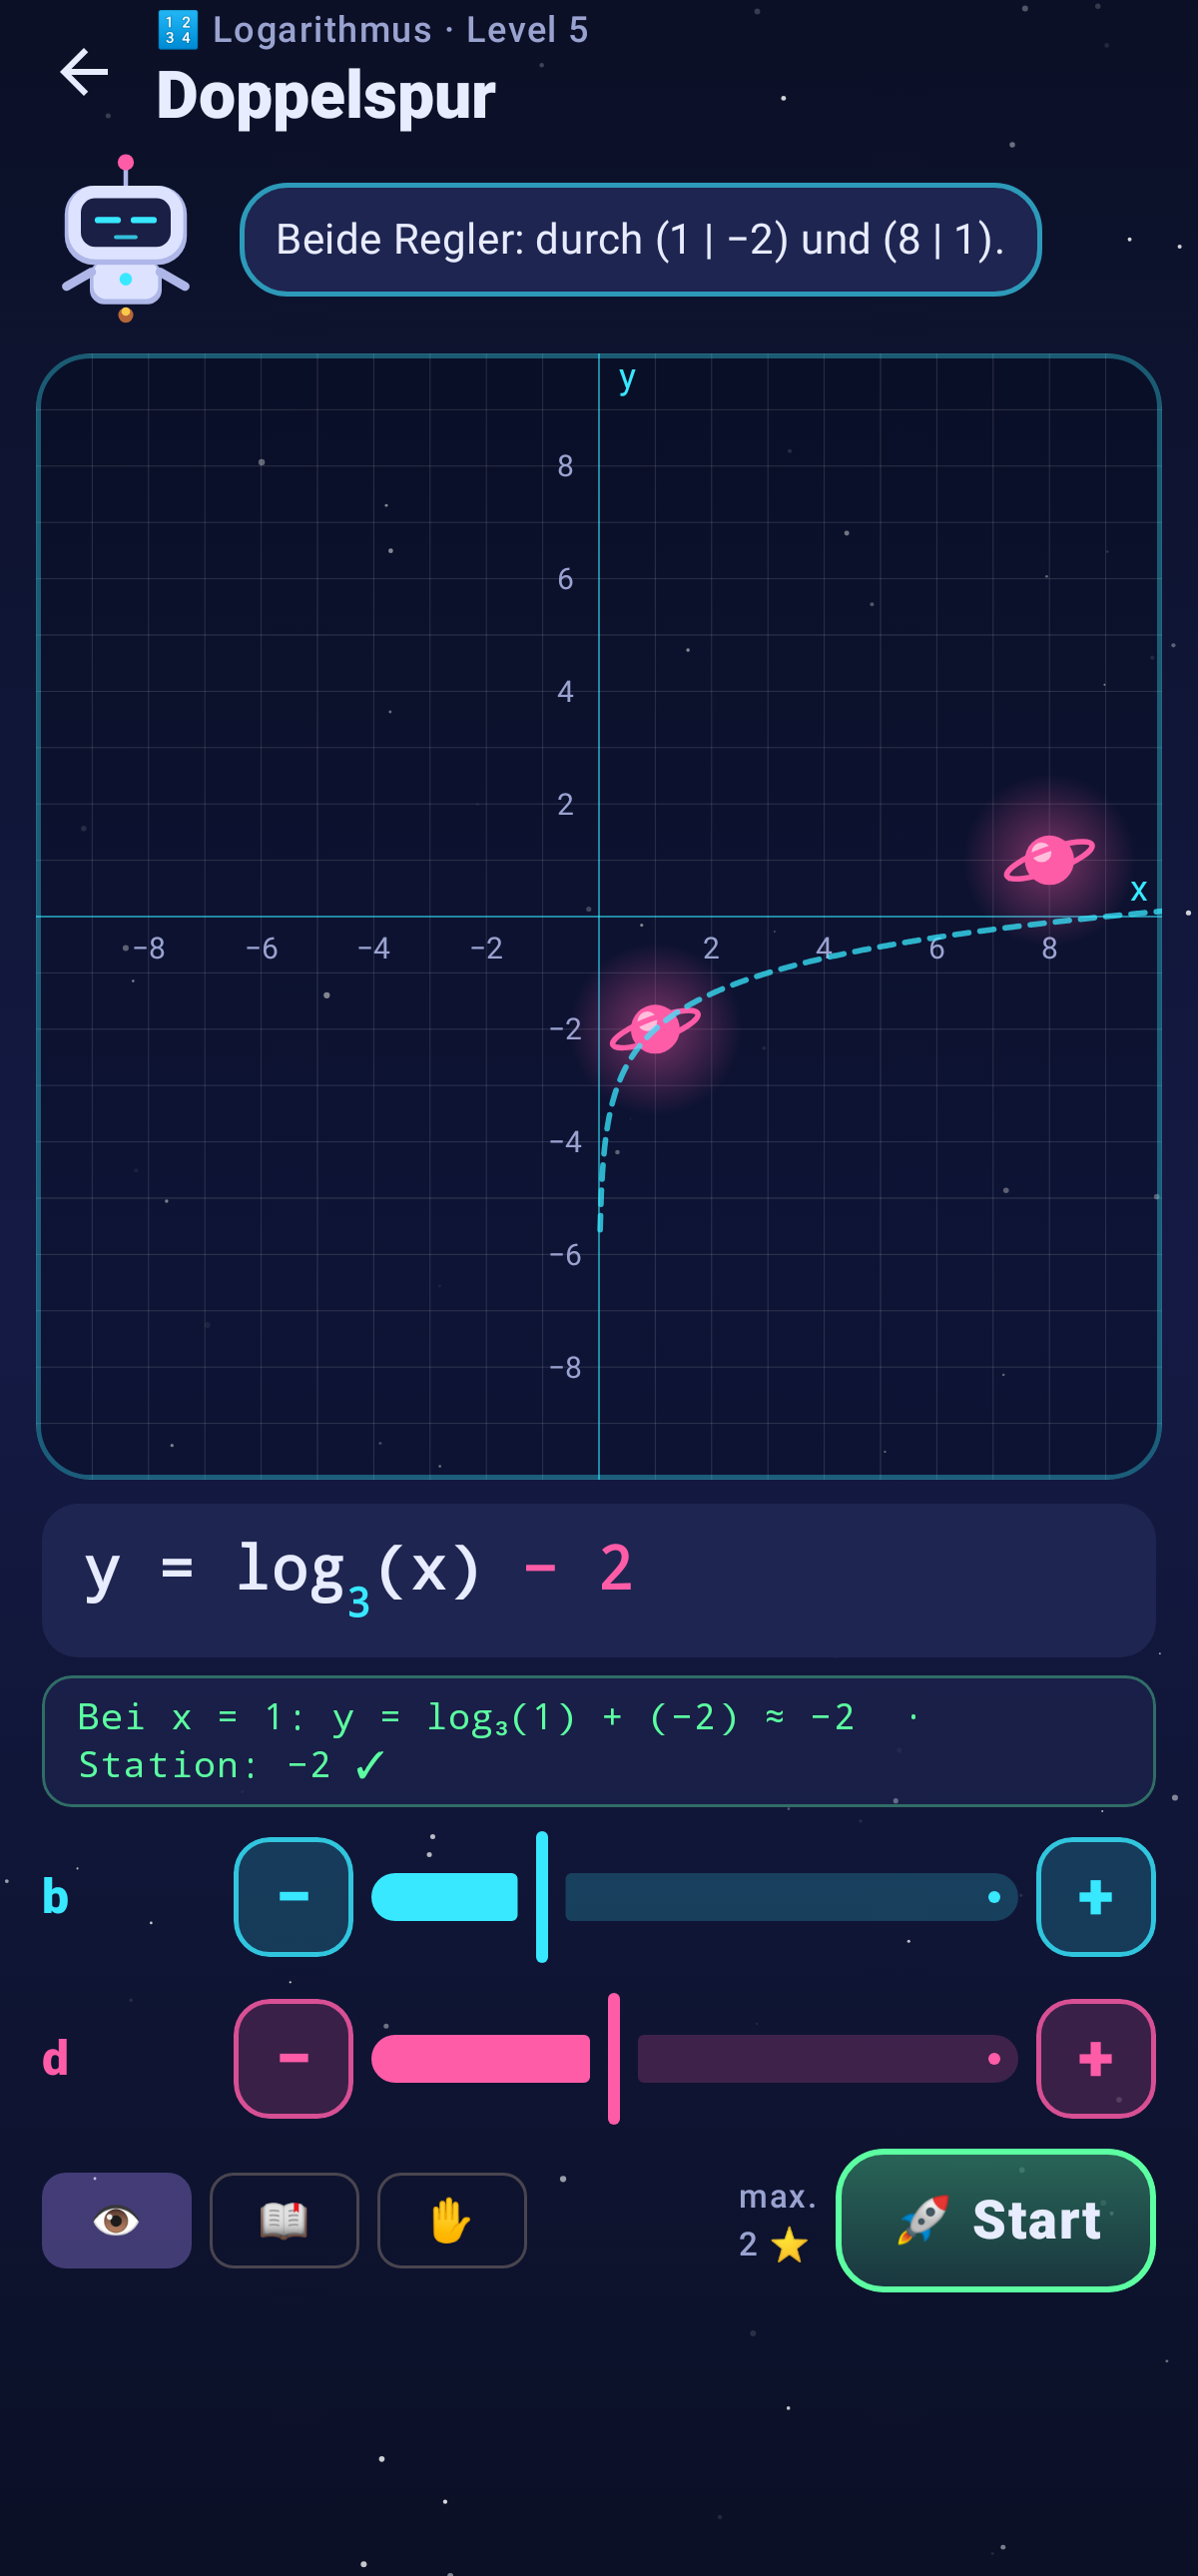 Logarithmus · Level 5
Doppelspur
Beide Regler: durch (1 | −2) und (8 | 1).
y
8
6
4
2
x
−8 −6 −4 −2 2 4 6 8
−2
−4
−6
−8
y = log₃(x) − 2
Bei x = 1: y = log₃(1) + (−2) ≈ −2 ·
Station: −2 ✓
b − +
d − +
max.
2 ⭐
🚀 Start